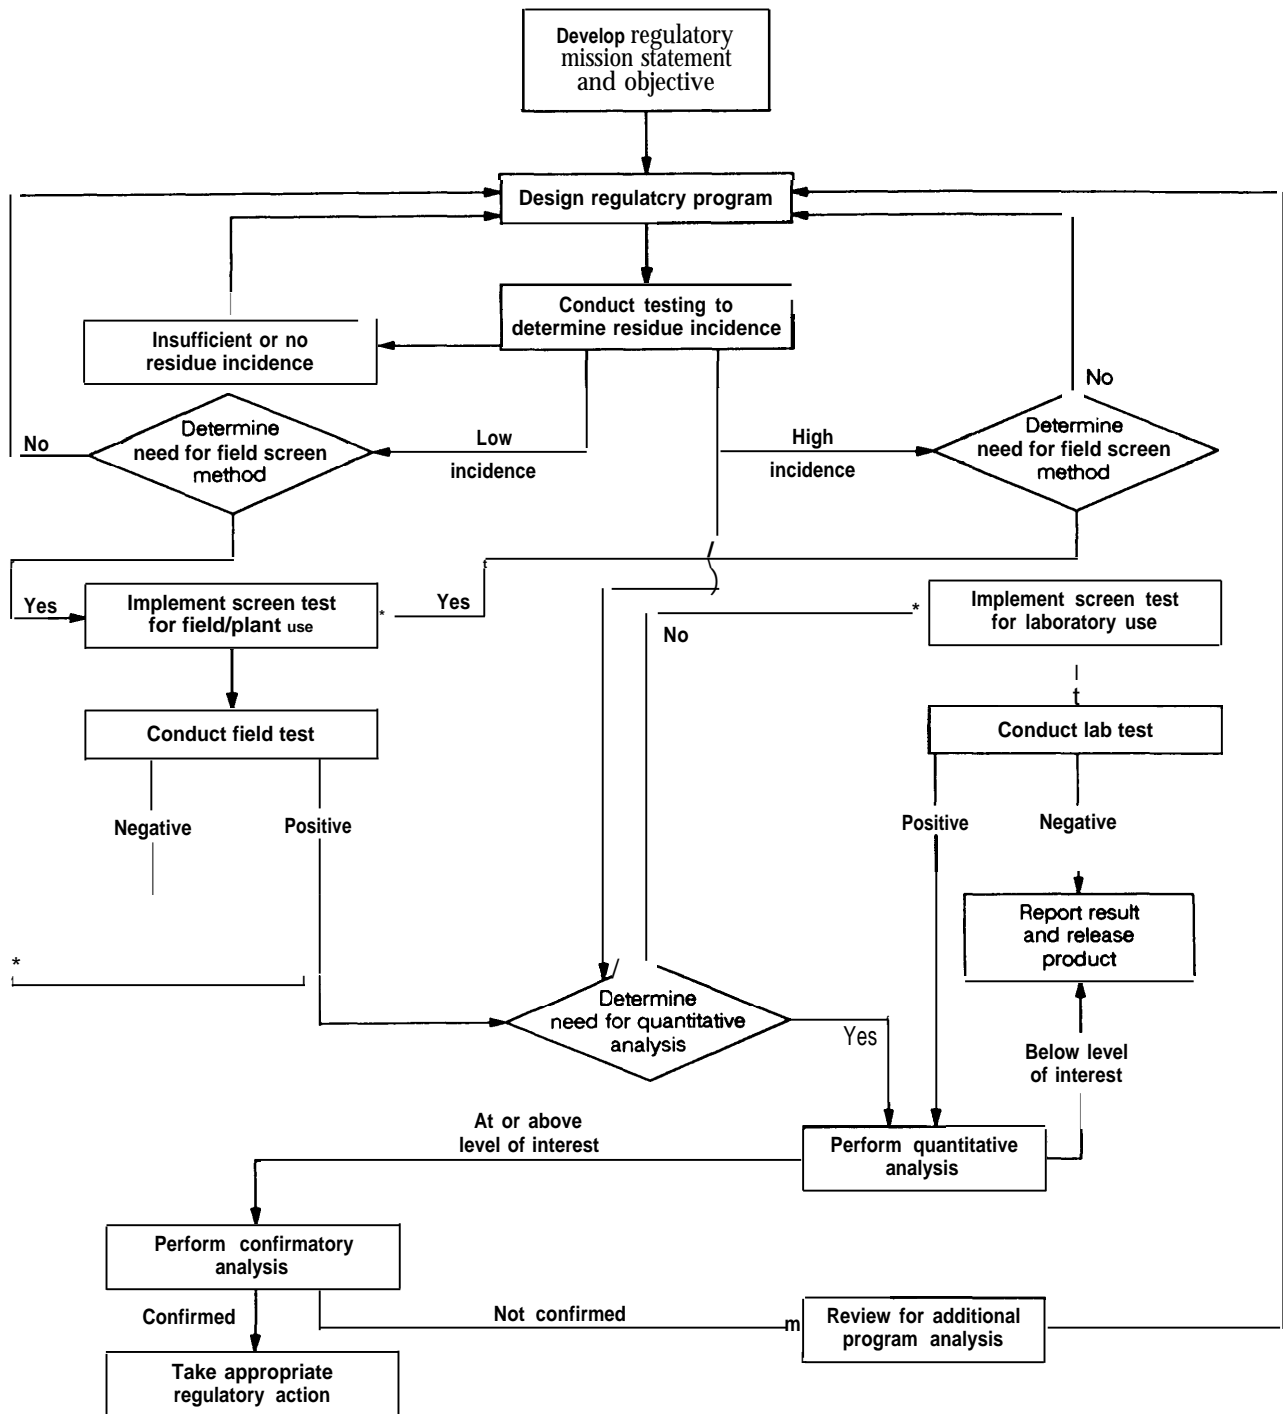 Develop regulatory
mission statement
and objective
Design regulatcry program
Conduct testing to
determine residue incidence
Insufficient or no
residue incidence
No
Determine
need for field screen
method
Low
incidence
High
incidence
No
Determine
need for field screen
method
Yes
Implement screen test
for field/plant use
*
Yes
No
*
Implement screen test
for laboratory use
t
Conduct field test
Conduct lab test
Negative
Positive
Positive
Negative
Report result
and release
product
*
Determine
need for quantitative
analysis
Yes
Below level
of interest
At or above
level of interest
Perform quantitative
analysis
Perform confirmatory
analysis
Confirmed
Not confirmed
m
Review for additional
program analysis
Take appropriate
regulatory action